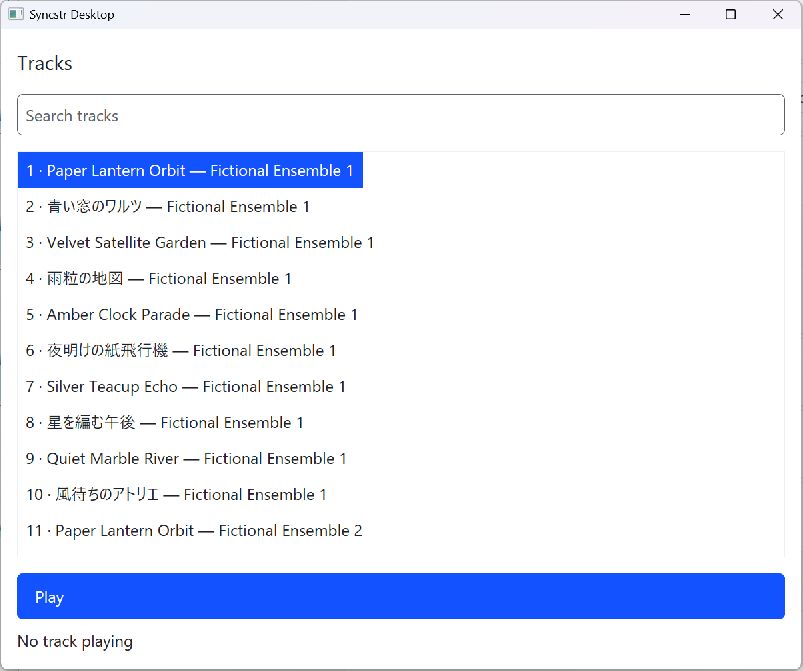 Syncstr Desktop
Tracks
Search tracks
1 · Paper Lantern Orbit — Fictional Ensemble 1
2 · 青い窓のワルツ — Fictional Ensemble 1
3 · Velvet Satellite Garden — Fictional Ensemble 1
4 · 雨粒の地図 — Fictional Ensemble 1
5 · Amber Clock Parade — Fictional Ensemble 1
6 · 夜明けの紙飛行機 — Fictional Ensemble 1
7 · Silver Teacup Echo — Fictional Ensemble 1
8 · 星を編む午後 — Fictional Ensemble 1
9 · Quiet Marble River — Fictional Ensemble 1
10 · 風待ちのアトリエ — Fictional Ensemble 1
11 · Paper Lantern Orbit — Fictional Ensemble 2
Play
No track playing